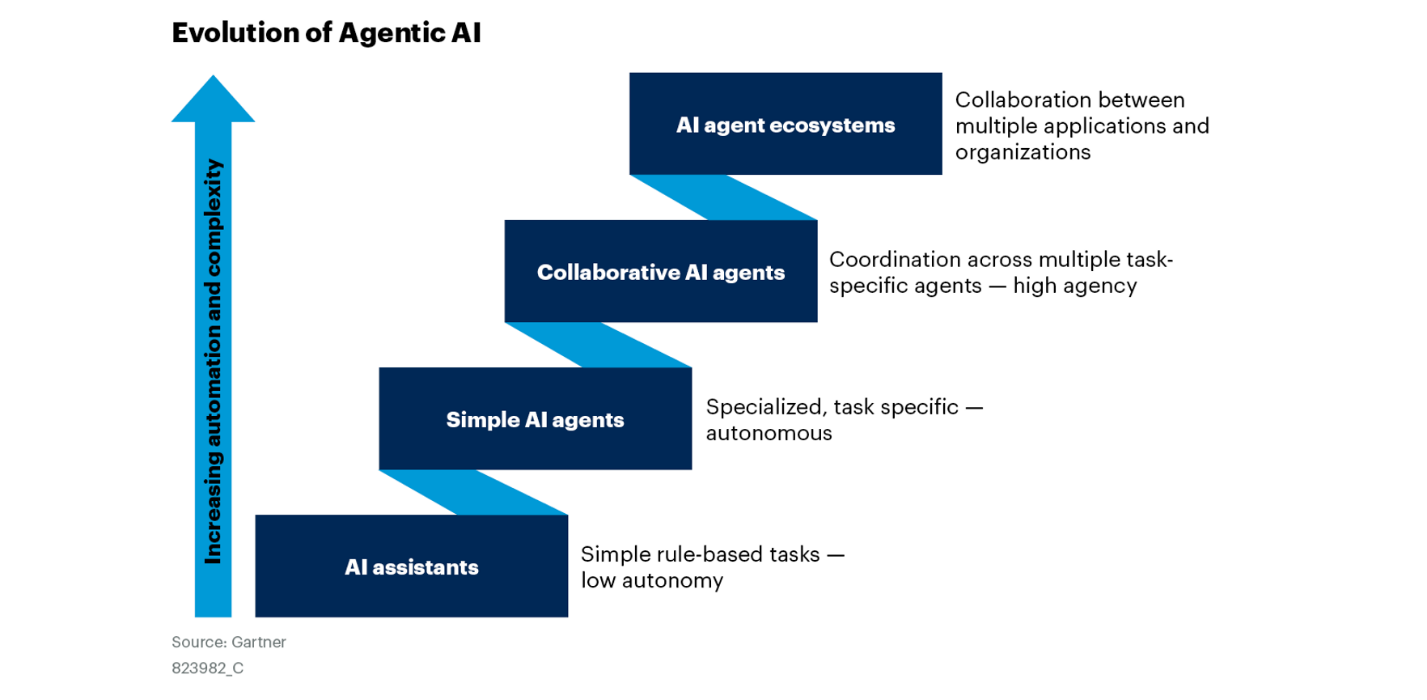 Evolution of Agentic AI
Increasing automation and complexity
AI agent ecosystems
Collaboration between
multiple applications and
organizations
Collaborative AI agents
Coordination across multiple task-
specific agents — high agency
Simple AI agents
Specialized, task specific —
autonomous
AI assistants
Simple rule-based tasks —
low autonomy
Source: Gartner
823982_C